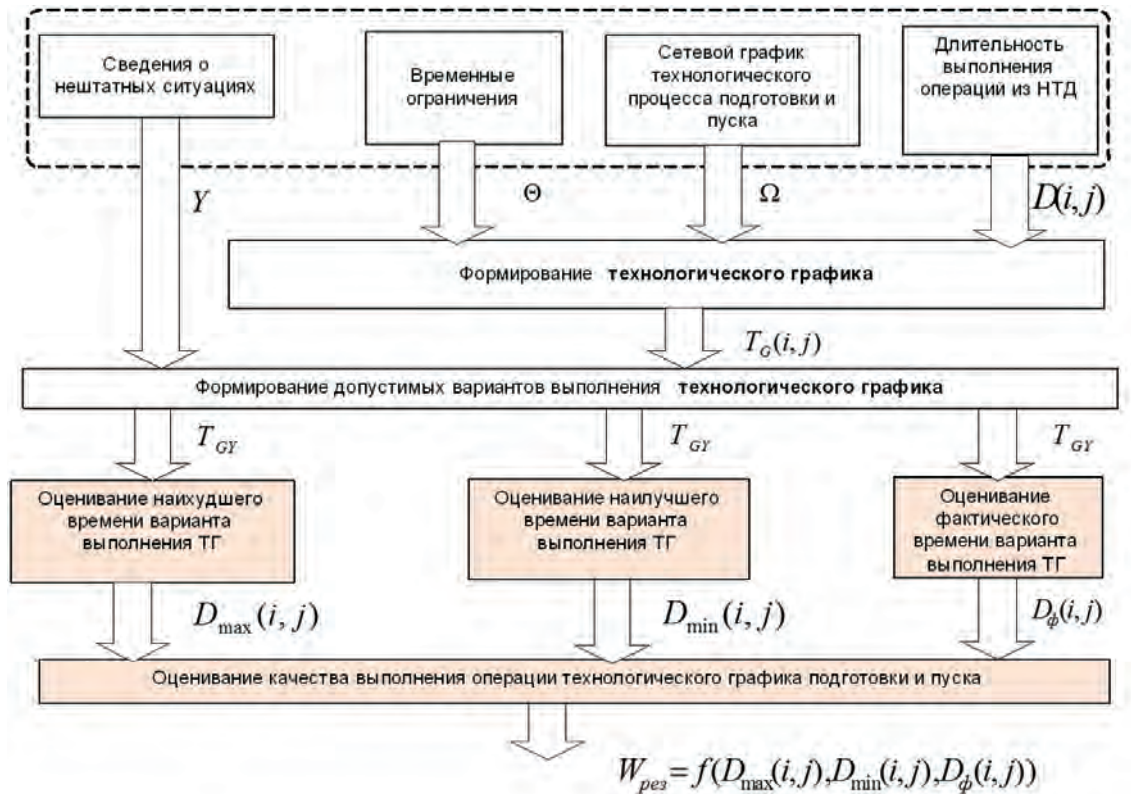 Сведения о
нештатных ситуациях
Временные
ограничения
Сетевой график
технологического
процесса подготовки и
пуска
Длительность
выполнения
операций из НТД
Y
Θ
Ω
D(i, j)
Формирование технологического графика
T_G(i, j)
Формирование допустимых вариантов выполнения технологического графика
T_GY
T_GY
T_GY
Оценивание наихудшего
времени варианта
выполнения ТГ
Оценивание наилучшего
времени варианта
выполнения ТГ
Оценивание
фактического
времени варианта
выполнения ТГ
D_max(i, j)
D_min(i, j)
D_ф(i, j)
Оценивание качества выполнения операции технологического графика подготовки и пуска
W_рез = f(D_max(i, j), D_min(i, j), D_ф(i, j))